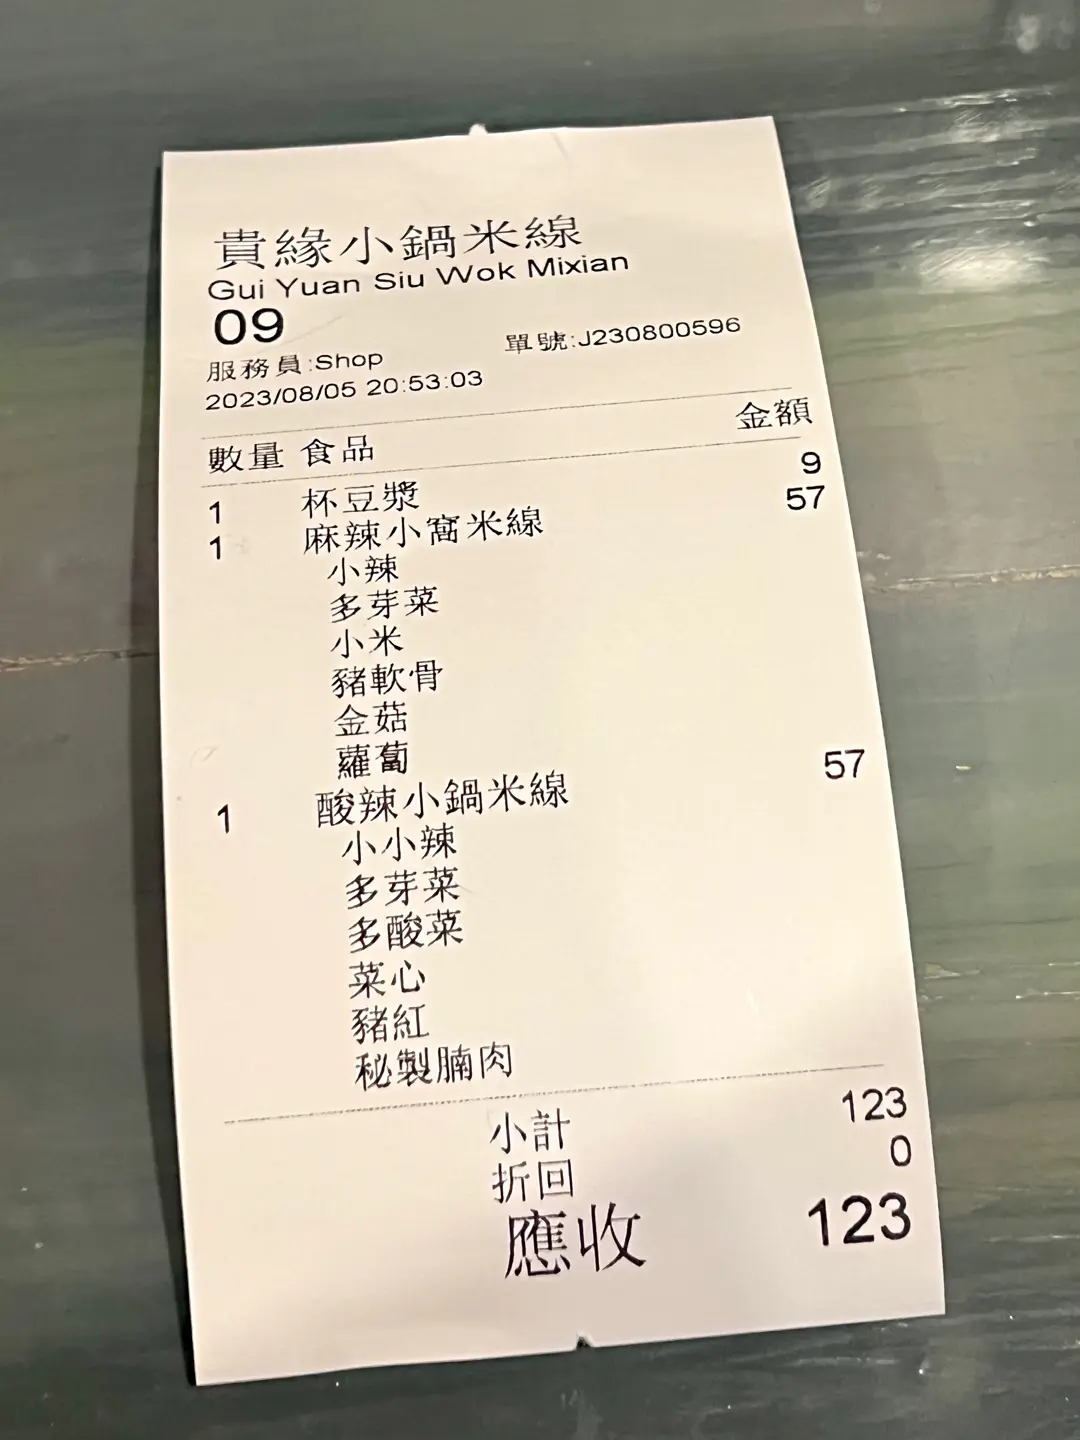 貴緣小鍋米線
Gui Yuan Siu Wok Mixian
09
服務員:Shop 單號:J230800596
2023/08/05 20:53:03
數量 食品 金額
1 杯豆漿 9
1 麻辣小窩米線 57
小辣
多芽菜
小米
豬軟骨
金菇
蘿蔔
1 酸辣小鍋米線 57
小小辣
多芽菜
多酸菜
菜心
豬紅
秘製腩肉
小計 123
折回 0
應收 123